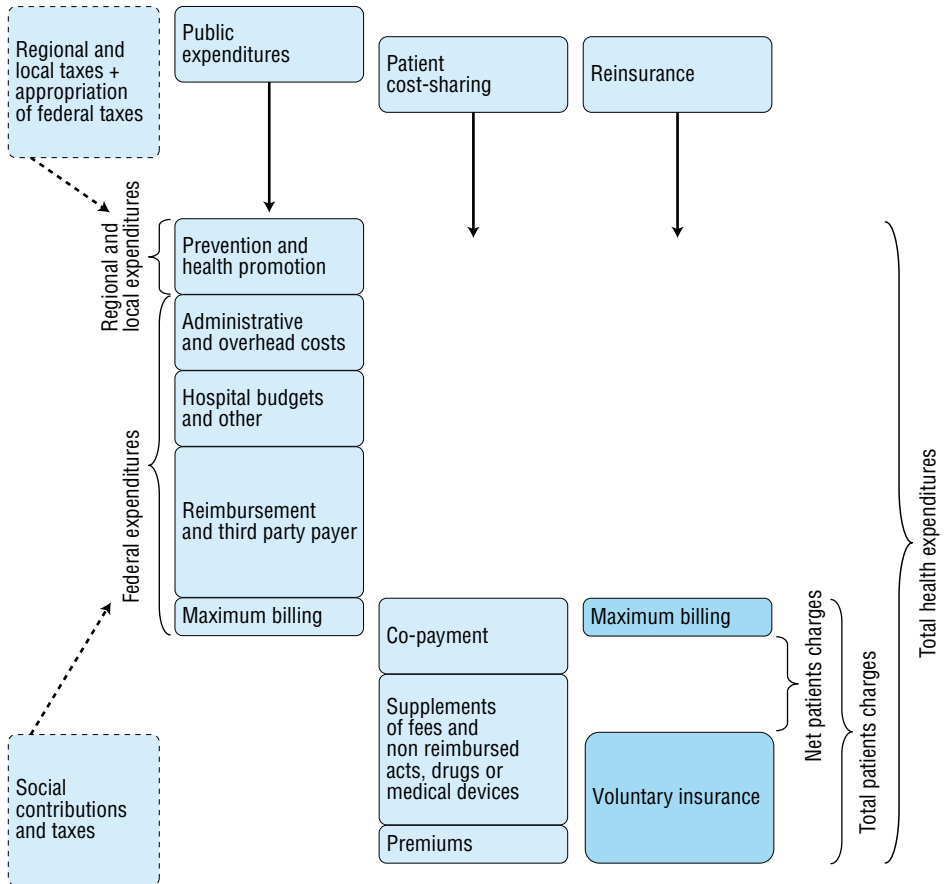 Regional and
local taxes +
appropriation
of federal taxes
Public
expenditures
Patient
cost-sharing
Reinsurance
Regional and
local expenditures
Prevention and
health promotion
Administrative
and overhead costs
Hospital budgets
and other
Federal expenditures
Reimbursement
and third party payer
Maximum billing
Co-payment
Supplements
of fees and
non reimbursed
acts, drugs or
medical devices
Premiums
Maximum billing
Voluntary insurance
Net patients charges
Total patients charges
Total health expenditures
Social
contributions
and taxes